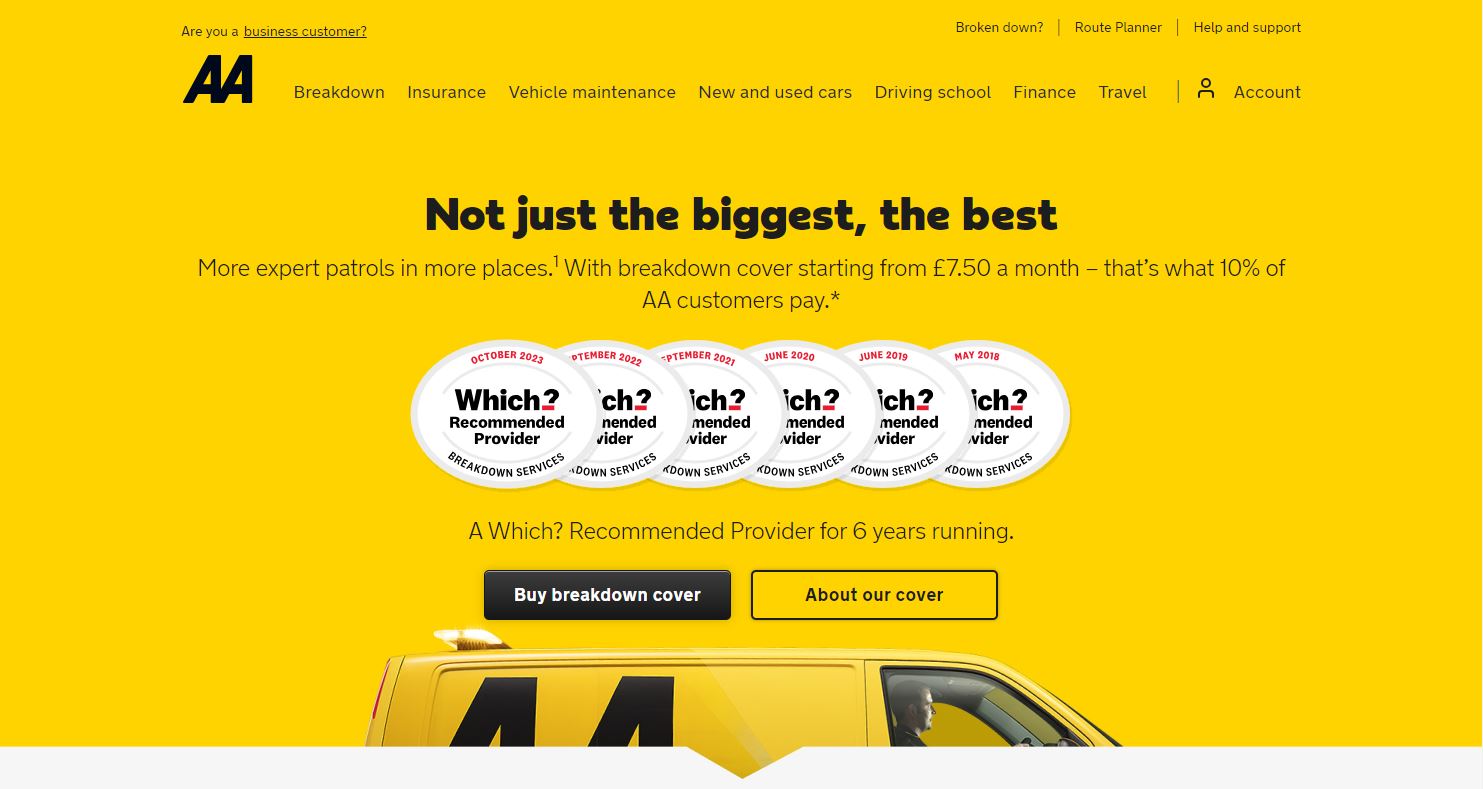 Are you a business customer?
Broken down?
Route Planner
Help and support
AA
Breakdown
Insurance
Vehicle maintenance
New and used cars
Driving school
Finance
Travel
Account
Not just the biggest, the best
More expert patrols in more places.¹ With breakdown cover starting from £7.50 a month – that's what 10% of
AA customers pay.*
OCTOBER 2023
Which?
Recommended
Provider
BREAKDOWN SERVICES
PTEMBER 2022
ch?
mended
vider
KDOWN SERVICES
EPTEMBER 2021
ich?
mended
vider
KDOWN SERVICES
JUNE 2020
ich?
mended
vider
KDOWN SERVICES
JUNE 2019
ich?
mended
vider
KDOWN SERVICES
MAY 2018
ich?
mended
vider
KDOWN SERVICES
A Which? Recommended Provider for 6 years running.
Buy breakdown cover
About our cover
AA